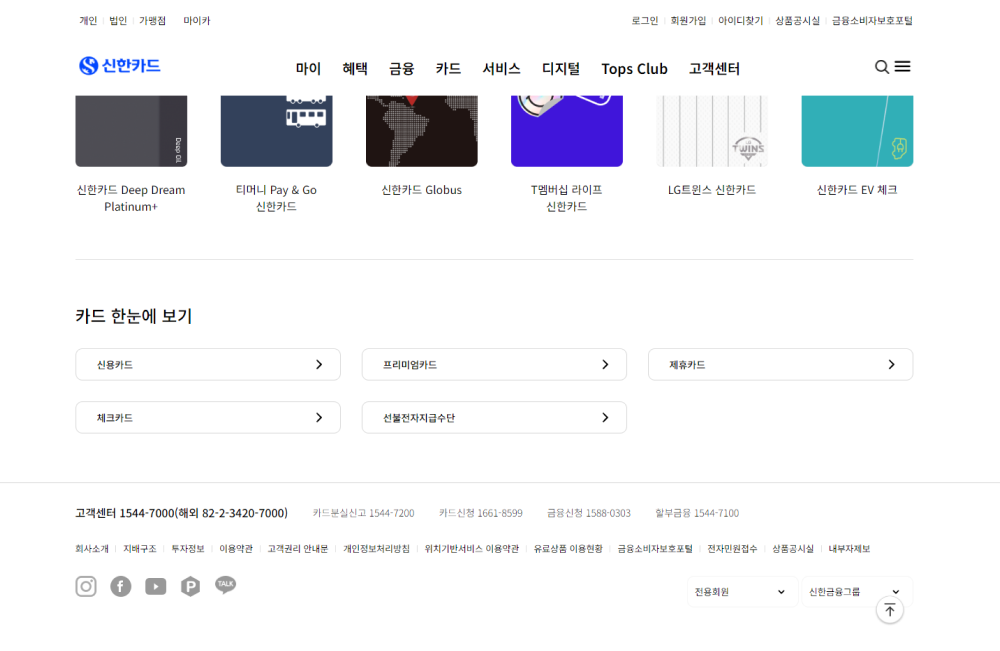 개인 법인 가맹점 마이카
로그인 회원가입 아이디찾기 상품공시실 금융소비자보호포털
신한카드
마이 혜택 금융 카드 서비스 디지털 Tops Club 고객센터
Deep Oil
TWINS
신한카드 Deep Dream
Platinum+
티머니 Pay & Go
신한카드
신한카드 Globus
T멤버십 라이프
신한카드
LG트윈스 신한카드
신한카드 EV 체크
카드 한눈에 보기
신용카드
프리미엄카드
제휴카드
체크카드
선불전자지급수단
고객센터 1544-7000(해외 82-2-3420-7000) 카드분실신고 1544-7200 카드신청 1661-8599 금융신청 1588-0303 할부금융 1544-7100
회사소개 지배구조 투자정보 이용약관 고객권리 안내문 개인정보처리방침 위치기반서비스 이용약관 유료상품 이용현황 금융소비자보호포털 전자민원접수 상품공시실 내부자제보
TALK
전용회원
신한금융그룹